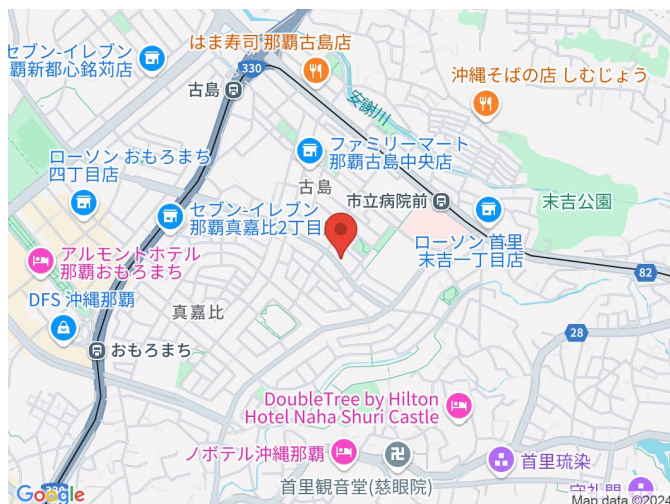 はま寿司 那覇古島店
セブン-イレブン
覇新都心銘苅店
330
古島
沖縄そばの店 しむじょう
安謝川
ファミリーマート
那覇古島中央店
ローソン おもろまち
四丁目店
古島
市立病院前
末吉公園
セブン-イレブン
那覇真嘉比2丁目
ローソン 首里
末吉一丁目店
アルモントホテル
那覇おもろまち
82
DFS 沖縄那覇
真嘉比
28
おもろまち
DoubleTree by Hilton
Hotel Naha Shuri Castle
ノボテル沖縄那覇
首里琉染
首里観音堂(慈眼院)
330
守礼門
Google
Map data ©2024